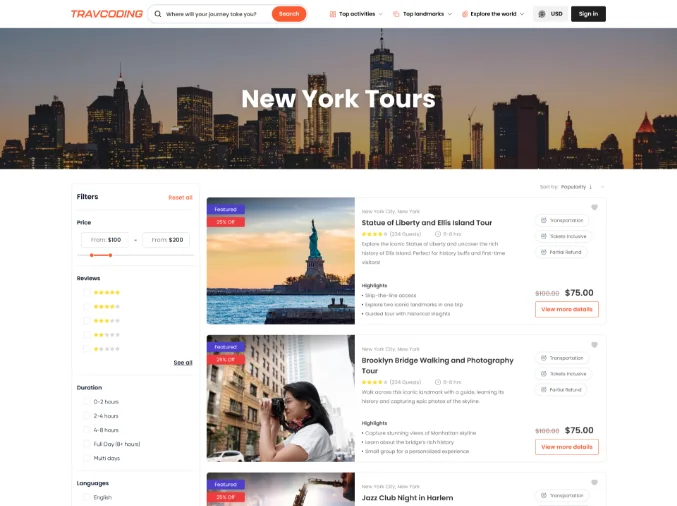 TRAVCODING
Where will your journey take you?
Search
Top activities
Top landmarks
Explore the world
USD
Sign in
New York Tours
Filters
Reset all
Price
From: $100 - From: $200
Reviews
See all
Duration
0-2 hours
2-4 hours
4-8 hours
Full Day (8+ hours)
Multi days
Languages
English
Sort by: Popularity
Featured
25% Off
New York City, New York
Statue of Liberty and Ellis Island Tour
(234 Guests)
Explore the iconic Statue of Liberty and uncover the rich
history of Ellis Island. Perfect for history buffs and first-time
visitors!
Highlights
• Skip-the-line access
• Explore two iconic landmarks in one trip
• Guided tour with historical insights
Transportation
Tickets Inclusive
Partial Refund
$100.00 $75.00
View more details
Featured
25% Off
New York City, New York
Brooklyn Bridge Walking and Photography
Tour
(234 Guests)
Walk across this iconic landmark with a guide, learning its
history and capturing epic photos of the skyline.
Highlights
• Capture stunning views of Manhattan skyline
• Learn about the bridge's rich history
• Small group for a personalized experience
Transportation
Tickets Inclusive
Partial Refund
$100.00 $75.00
View more details
Featured
25% Off
New York City, New York
Jazz Club Night in Harlem
Transportation